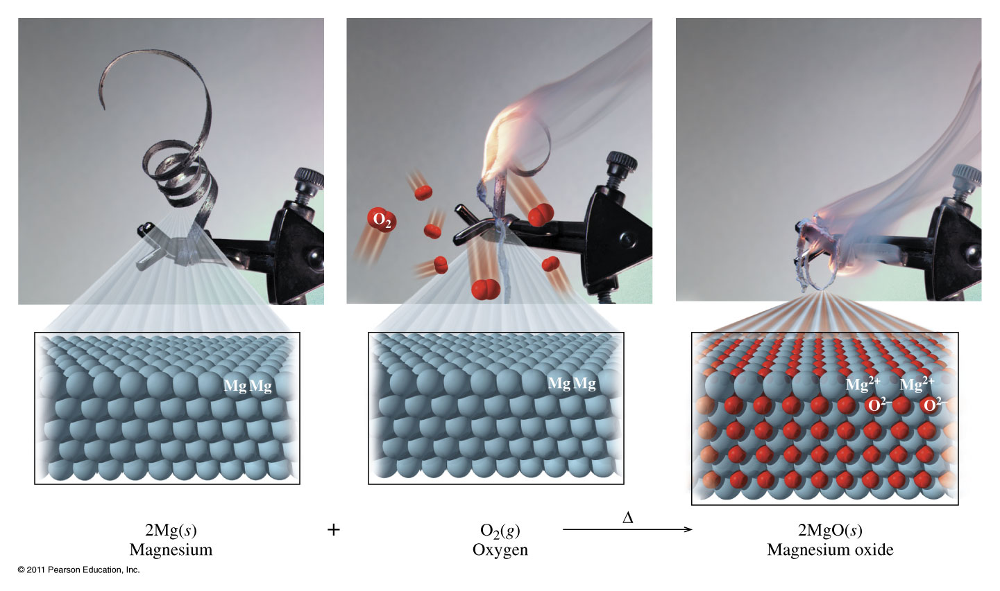 O₂
Mg Mg
Mg Mg
Mg²⁺ Mg²⁺
O²⁻ O²⁻
Δ
2Mg(s) + O₂(g) → 2MgO(s)
Magnesium Oxygen Magnesium oxide
© 2011 Pearson Education, Inc.